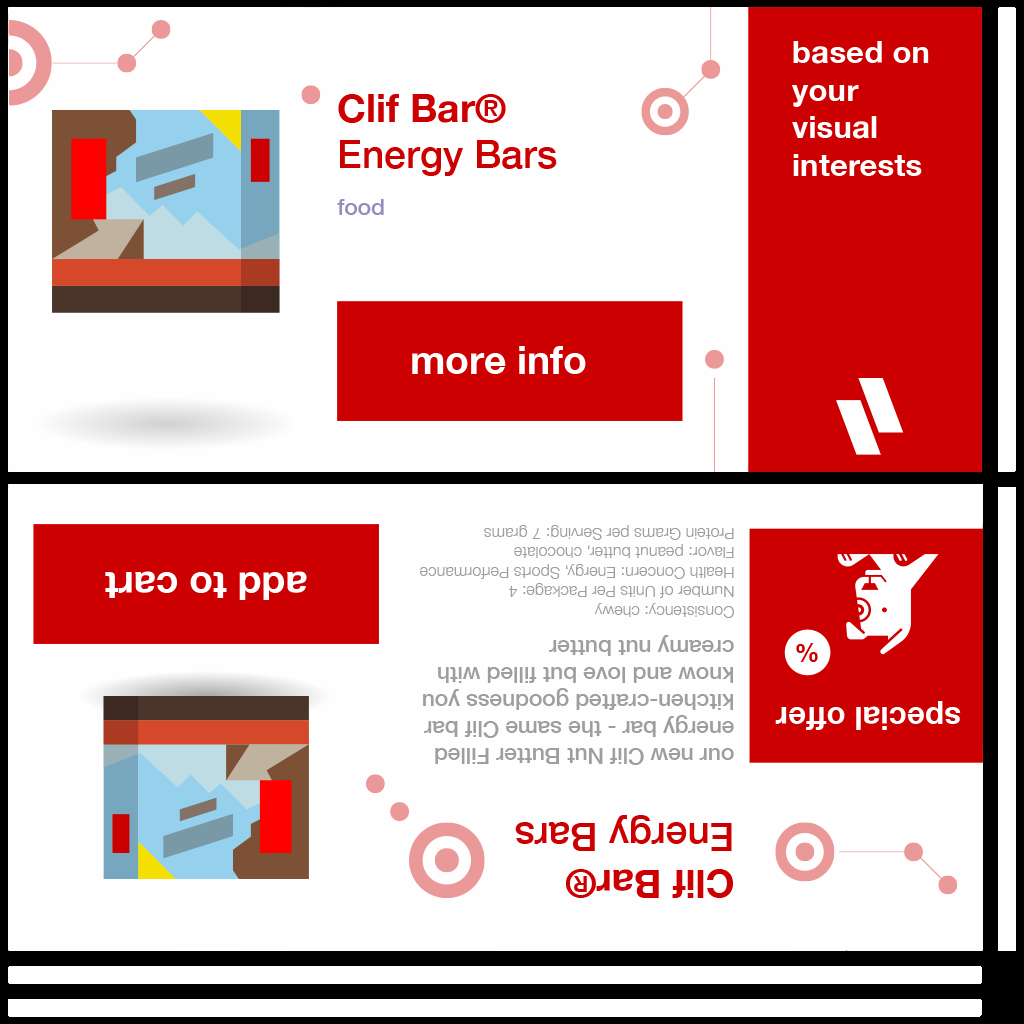 Clif Bar®
Energy Bars
food
more info
based on
your
visual
interests
special offer
%
Clif Bar®
Energy Bars
our new Clif Nut Butter Filled
energy bar - the same Clif bar
kitchen-crafted goodness you
know and love but filled with
creamy nut butter
Consistency: chewy
Number of Units Per Package: 4
Health Concern: Energy, Sports Performance
Flavor: peanut butter, chocolate
Protein Grams per Serving: 7 grams
add to cart